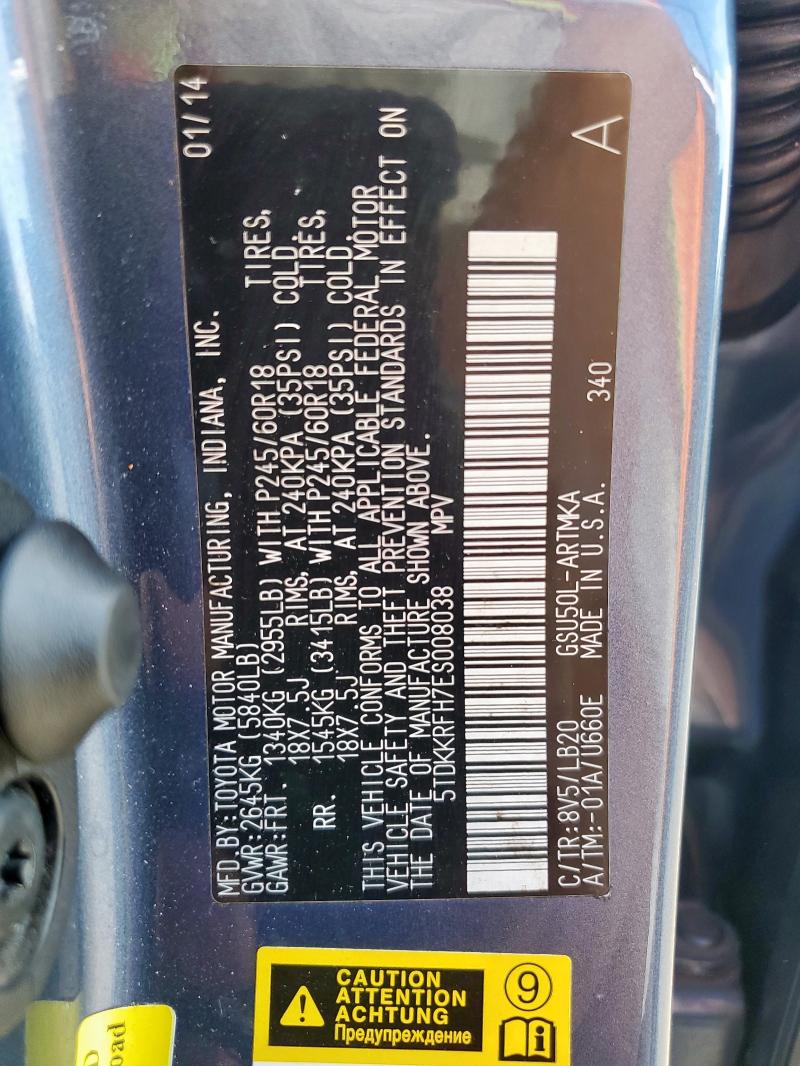 MFD.BY:TOYOTA MOTOR MANUFACTURING, INDIANA, INC. 01/14
GVWR:2645KG (5840LB)
GAWR:FRT. 1340KG (2955LB) WITH P245/60R18 TIRES,
18X7.5J RIMS, AT 240KPA (35PSI) COLD.
RR. 1545KG (3415LB) WITH P245/60R18 TIRES,
18X7.5J RIMS, AT 240KPA (35PSI) COLD.
THIS VEHICLE CONFORMS TO ALL APPLICABLE FEDERAL MOTOR
VEHICLE SAFETY AND THEFT PREVENTION STANDARDS IN EFFECT ON
THE DATE OF MANUFACTURE SHOWN ABOVE.
5TDKKRFH7ES008038 MPV
C/TR:8V5/LB20 GSU50L-ARTMKA 340 A
A/TM:-01A/U660E MADE IN U.S.A.
CAUTION
ATTENTION
ACHTUNG
Предупреждение
9
i
oad